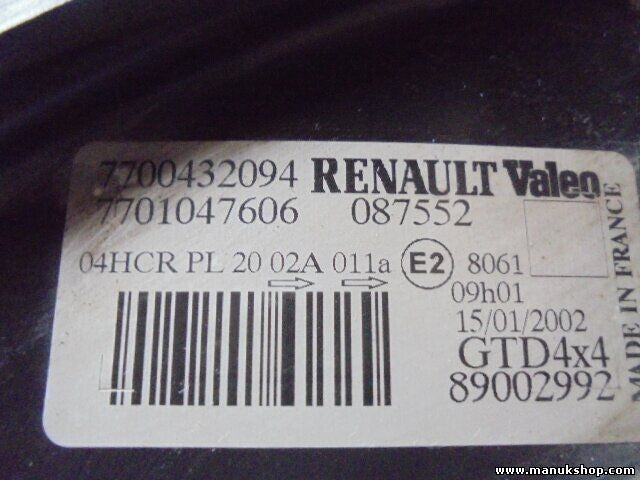 7700432094 RENAULT Valeo
7701047606 087552
04HCR PL 20 02A 011a E2 8061
09h01
15/01/2002
GTD4x4
89002992
MADE IN FRANCE
www.manukshop.com